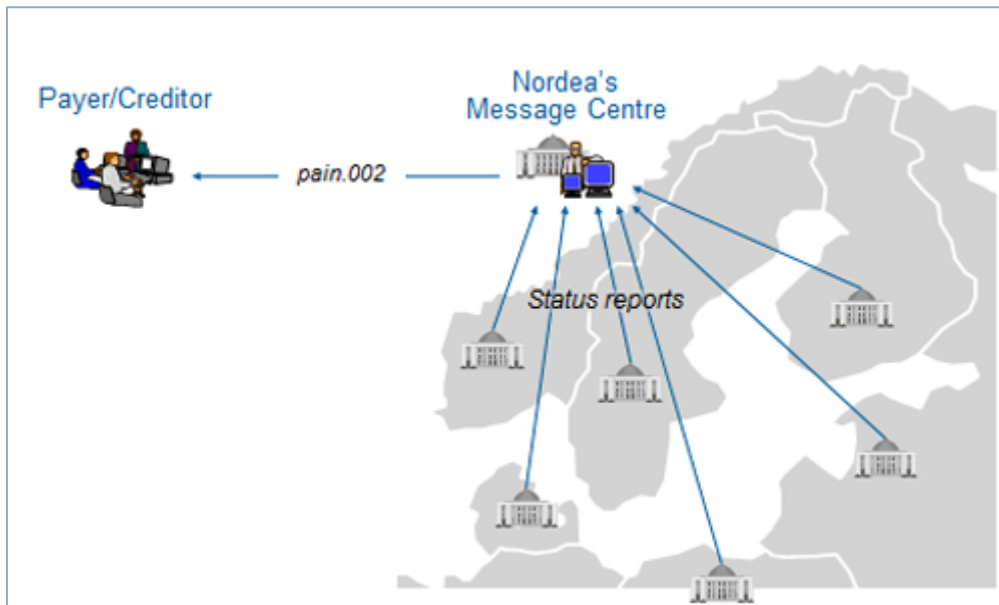 Payer/Creditor
Nordea's
Message Centre
pain.002
Status reports